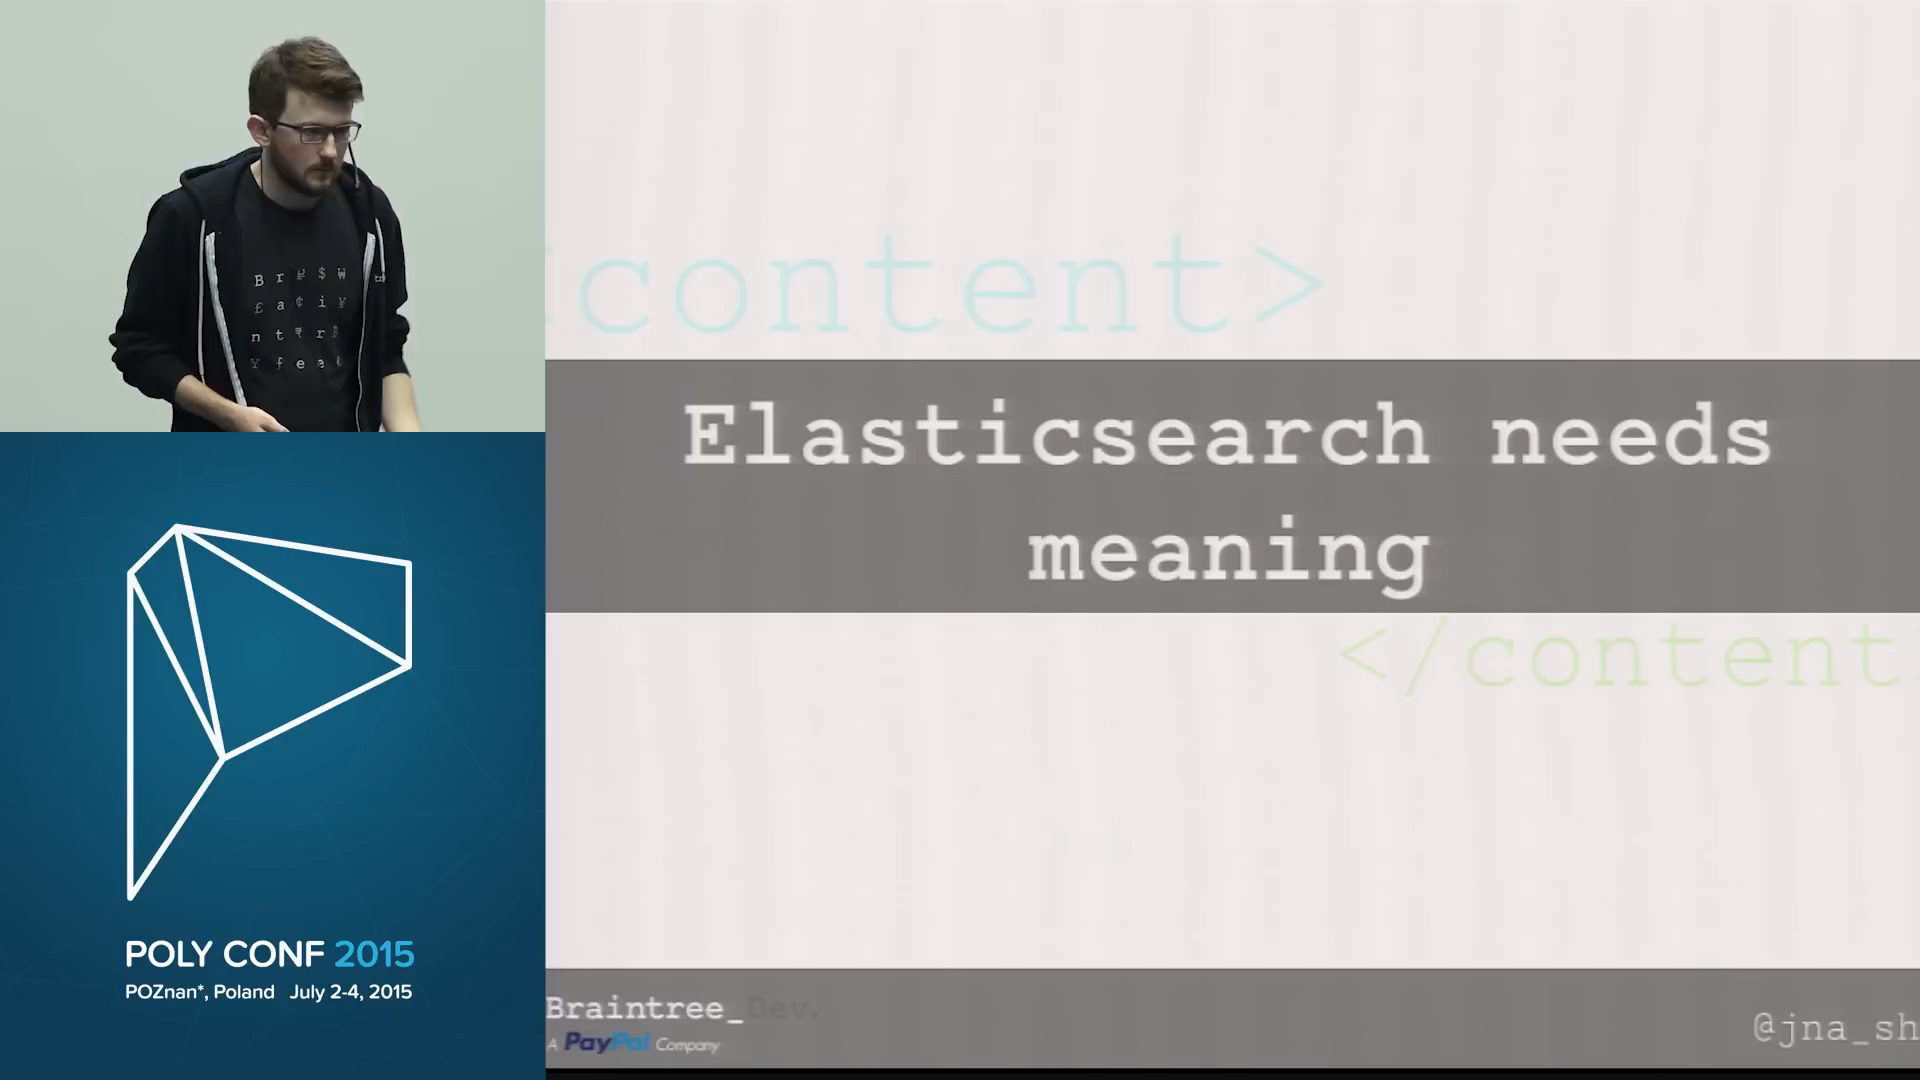 B r ₽ $ W
£ a ¢ i ¥
n t ₹ r
¥ f e e
<content>
Elasticsearch needs
meaning
</content>
Braintree_Dev.
A PayPal Company
@jna_sh
POLY CONF 2015
POZnan*, Poland July 2-4, 2015